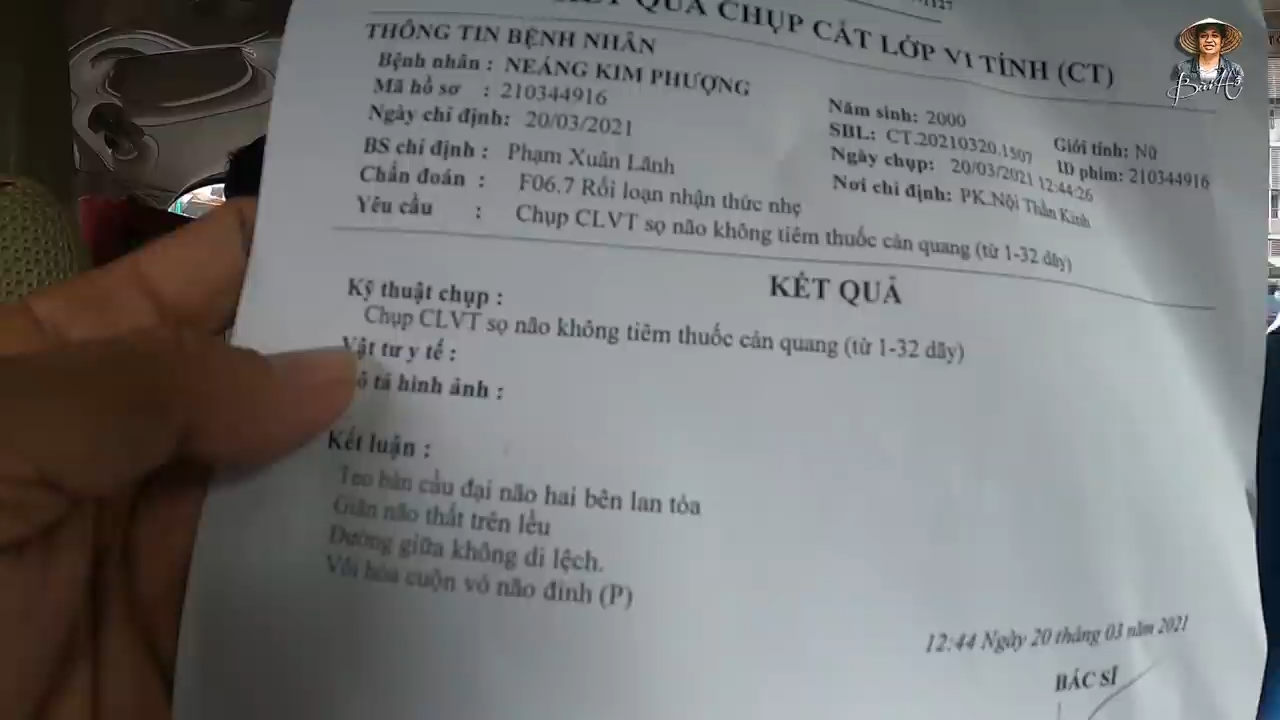 KẾT QUẢ CHỤP CẮT LỚP VI TÍNH (CT)
THÔNG TIN BỆNH NHÂN
Bệnh nhân : NEÁNG KIM PHƯỢNG
Mã hồ sơ : 210344916
Năm sinh: 2000
Giới tính: Nữ
Ngày chỉ định: 20/03/2021
SBL: CT.20210320.1507
ID phim: 210344916
BS chỉ định : Phạm Xuân Lãnh
Ngày chụp: 20/03/2021 12:44:26
Chẩn đoán : F06.7 Rối loạn nhận thức nhẹ
Nơi chỉ định: PK.Nội Thần Kinh
Yêu cầu : Chụp CLVT sọ não không tiêm thuốc cản quang (từ 1-32 dãy)
KẾT QUẢ
Kỹ thuật chụp :
Chụp CLVT sọ não không tiêm thuốc cản quang (từ 1-32 dãy)
Vật tư y tế :
tả hình ảnh :
Kết luận :
Teo bán cầu đại não hai bên lan tỏa
Giãn não thất trên lều
Đường giữa không di lệch.
Vôi hóa cuộn vỏ não đỉnh (P)
12:44 Ngày 20 tháng 03 năm 2021
BÁC SĨ